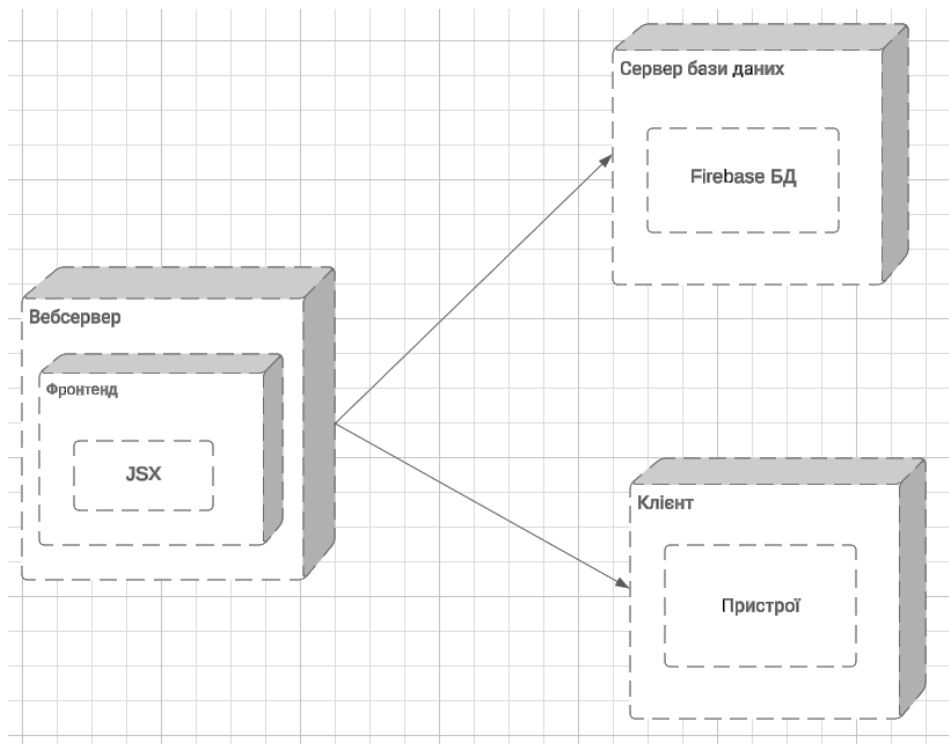 Сервер бази даних
Firebase БД
Вебсервер
Фронтенд
JSX
Клієнт
Пристрої